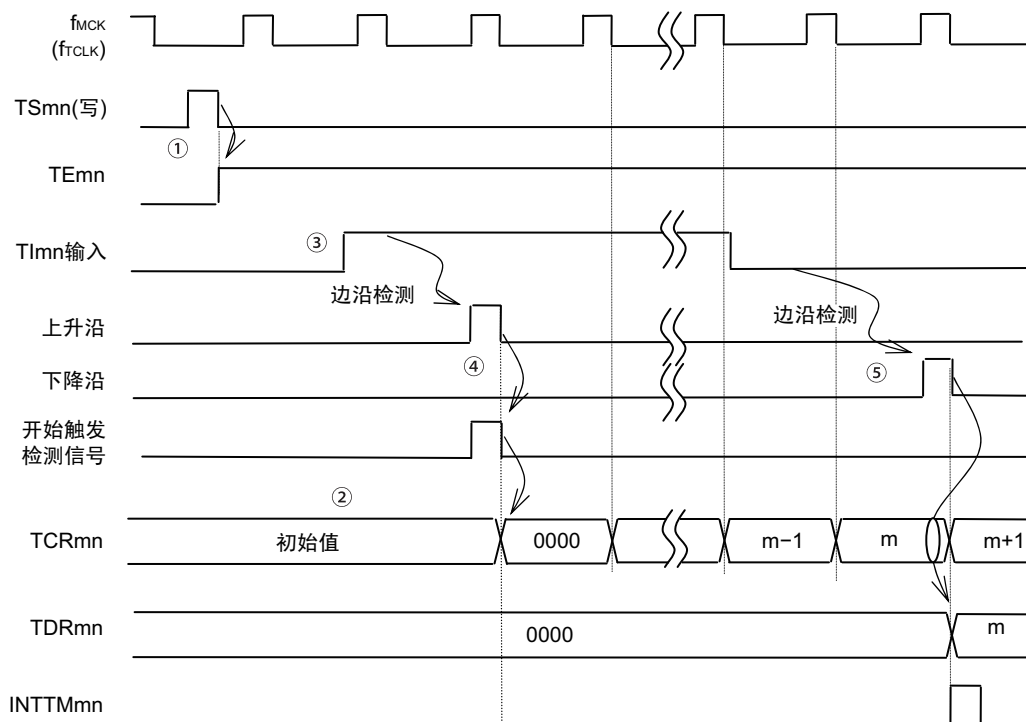 fMCK
(fTCLK)
TSmn(写)
①
TEmn
TImn输入
③
边沿检测
边沿检测
上升沿
④
⑤
下降沿
开始触发
检测信号
②
TCRmn
初始值
0000
m−1
m
m+1
TDRmn
0000
m
INTTMmn